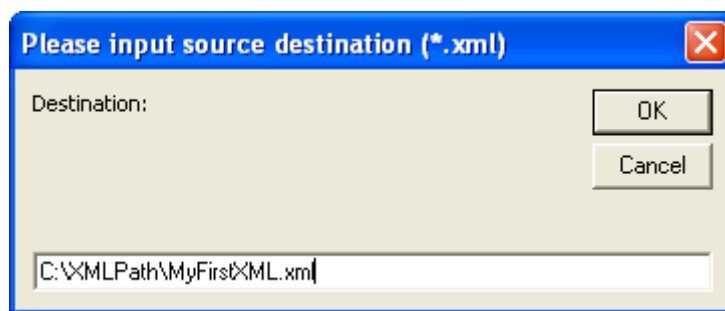 Please input source destination (*.xml)
Destination:
OK
Cancel
C:\XMLPath\MyFirstXML.xml